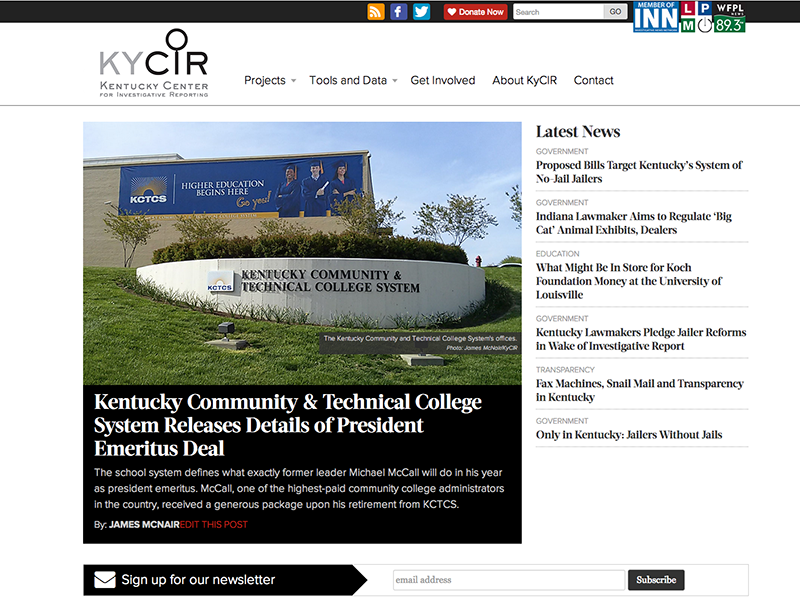 Donate Now
Search
GO
MEMBER OF
INN
L P
M
WFPL
NEWS
89.3
KYCIR
KENTUCKY CENTER
FOR INVESTIGATIVE REPORTING
Projects
Tools and Data
Get Involved
About KyCIR
Contact
KCTCS
HIGHER EDUCATION
BEGINS HERE
Go you!
KCTCS
KENTUCKY COMMUNITY &
TECHNICAL COLLEGE SYSTEM
The Kentucky Community and Technical College System's offices.
Photo: James McNair/KyCIR
Kentucky Community & Technical College
System Releases Details of President
Emeritus Deal
The school system defines what exactly former leader Michael McCall will do in his year
as president emeritus. McCall, one of the highest-paid community college administrators
in the country, received a generous package upon his retirement from KCTCS.
By: JAMES MCNAIREDIT THIS POST
Latest News
GOVERNMENT
Proposed Bills Target Kentucky's System of
No-Jail Jailers
GOVERNMENT
Indiana Lawmaker Aims to Regulate 'Big
Cat' Animal Exhibits, Dealers
EDUCATION
What Might Be In Store for Koch
Foundation Money at the University of
Louisville
GOVERNMENT
Kentucky Lawmakers Pledge Jailer Reforms
in Wake of Investigative Report
TRANSPARENCY
Fax Machines, Snail Mail and Transparency
in Kentucky
GOVERNMENT
Only in Kentucky: Jailers Without Jails
Sign up for our newsletter
email address
Subscribe